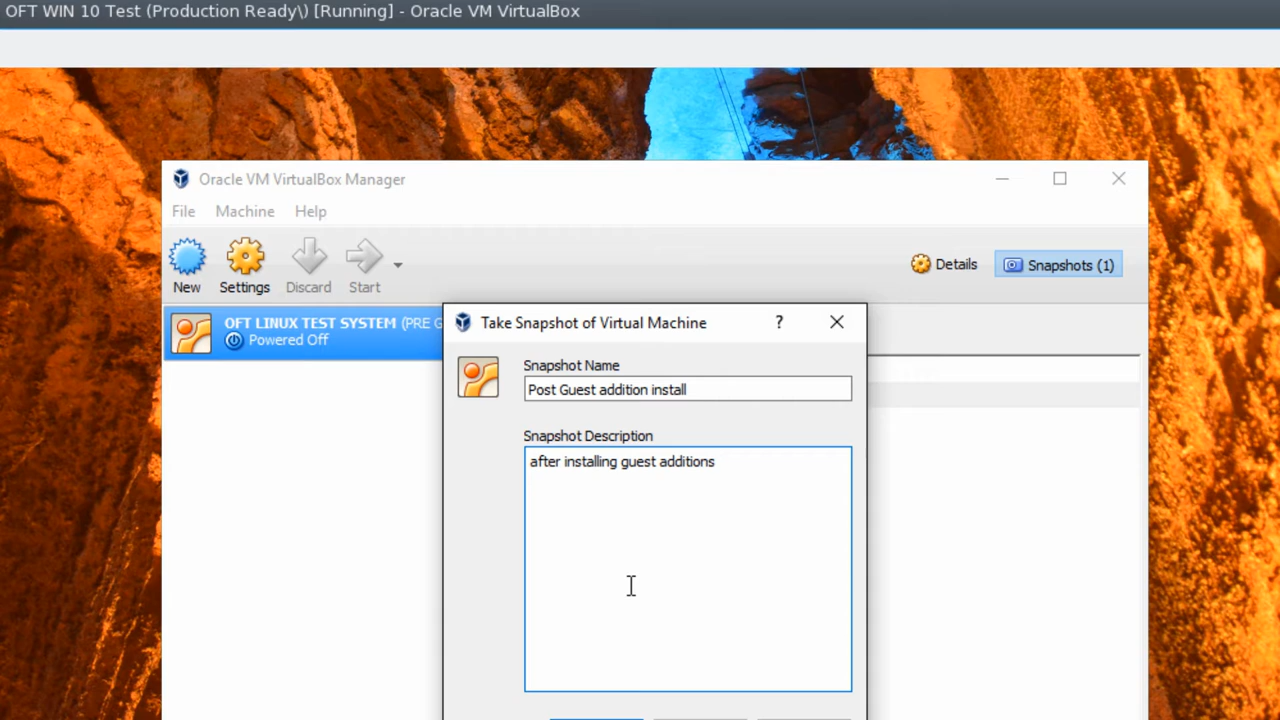 OFT WIN 10 Test (Production Ready\) [Running] - Oracle VM VirtualBox
Oracle VM VirtualBox Manager
File Machine Help
New Settings Discard Start
Details Snapshots (1)
OFT LINUX TEST SYSTEM (PRE G
Powered Off
Take Snapshot of Virtual Machine ?
Snapshot Name
Post Guest addition install
Snapshot Description
after installing guest additions